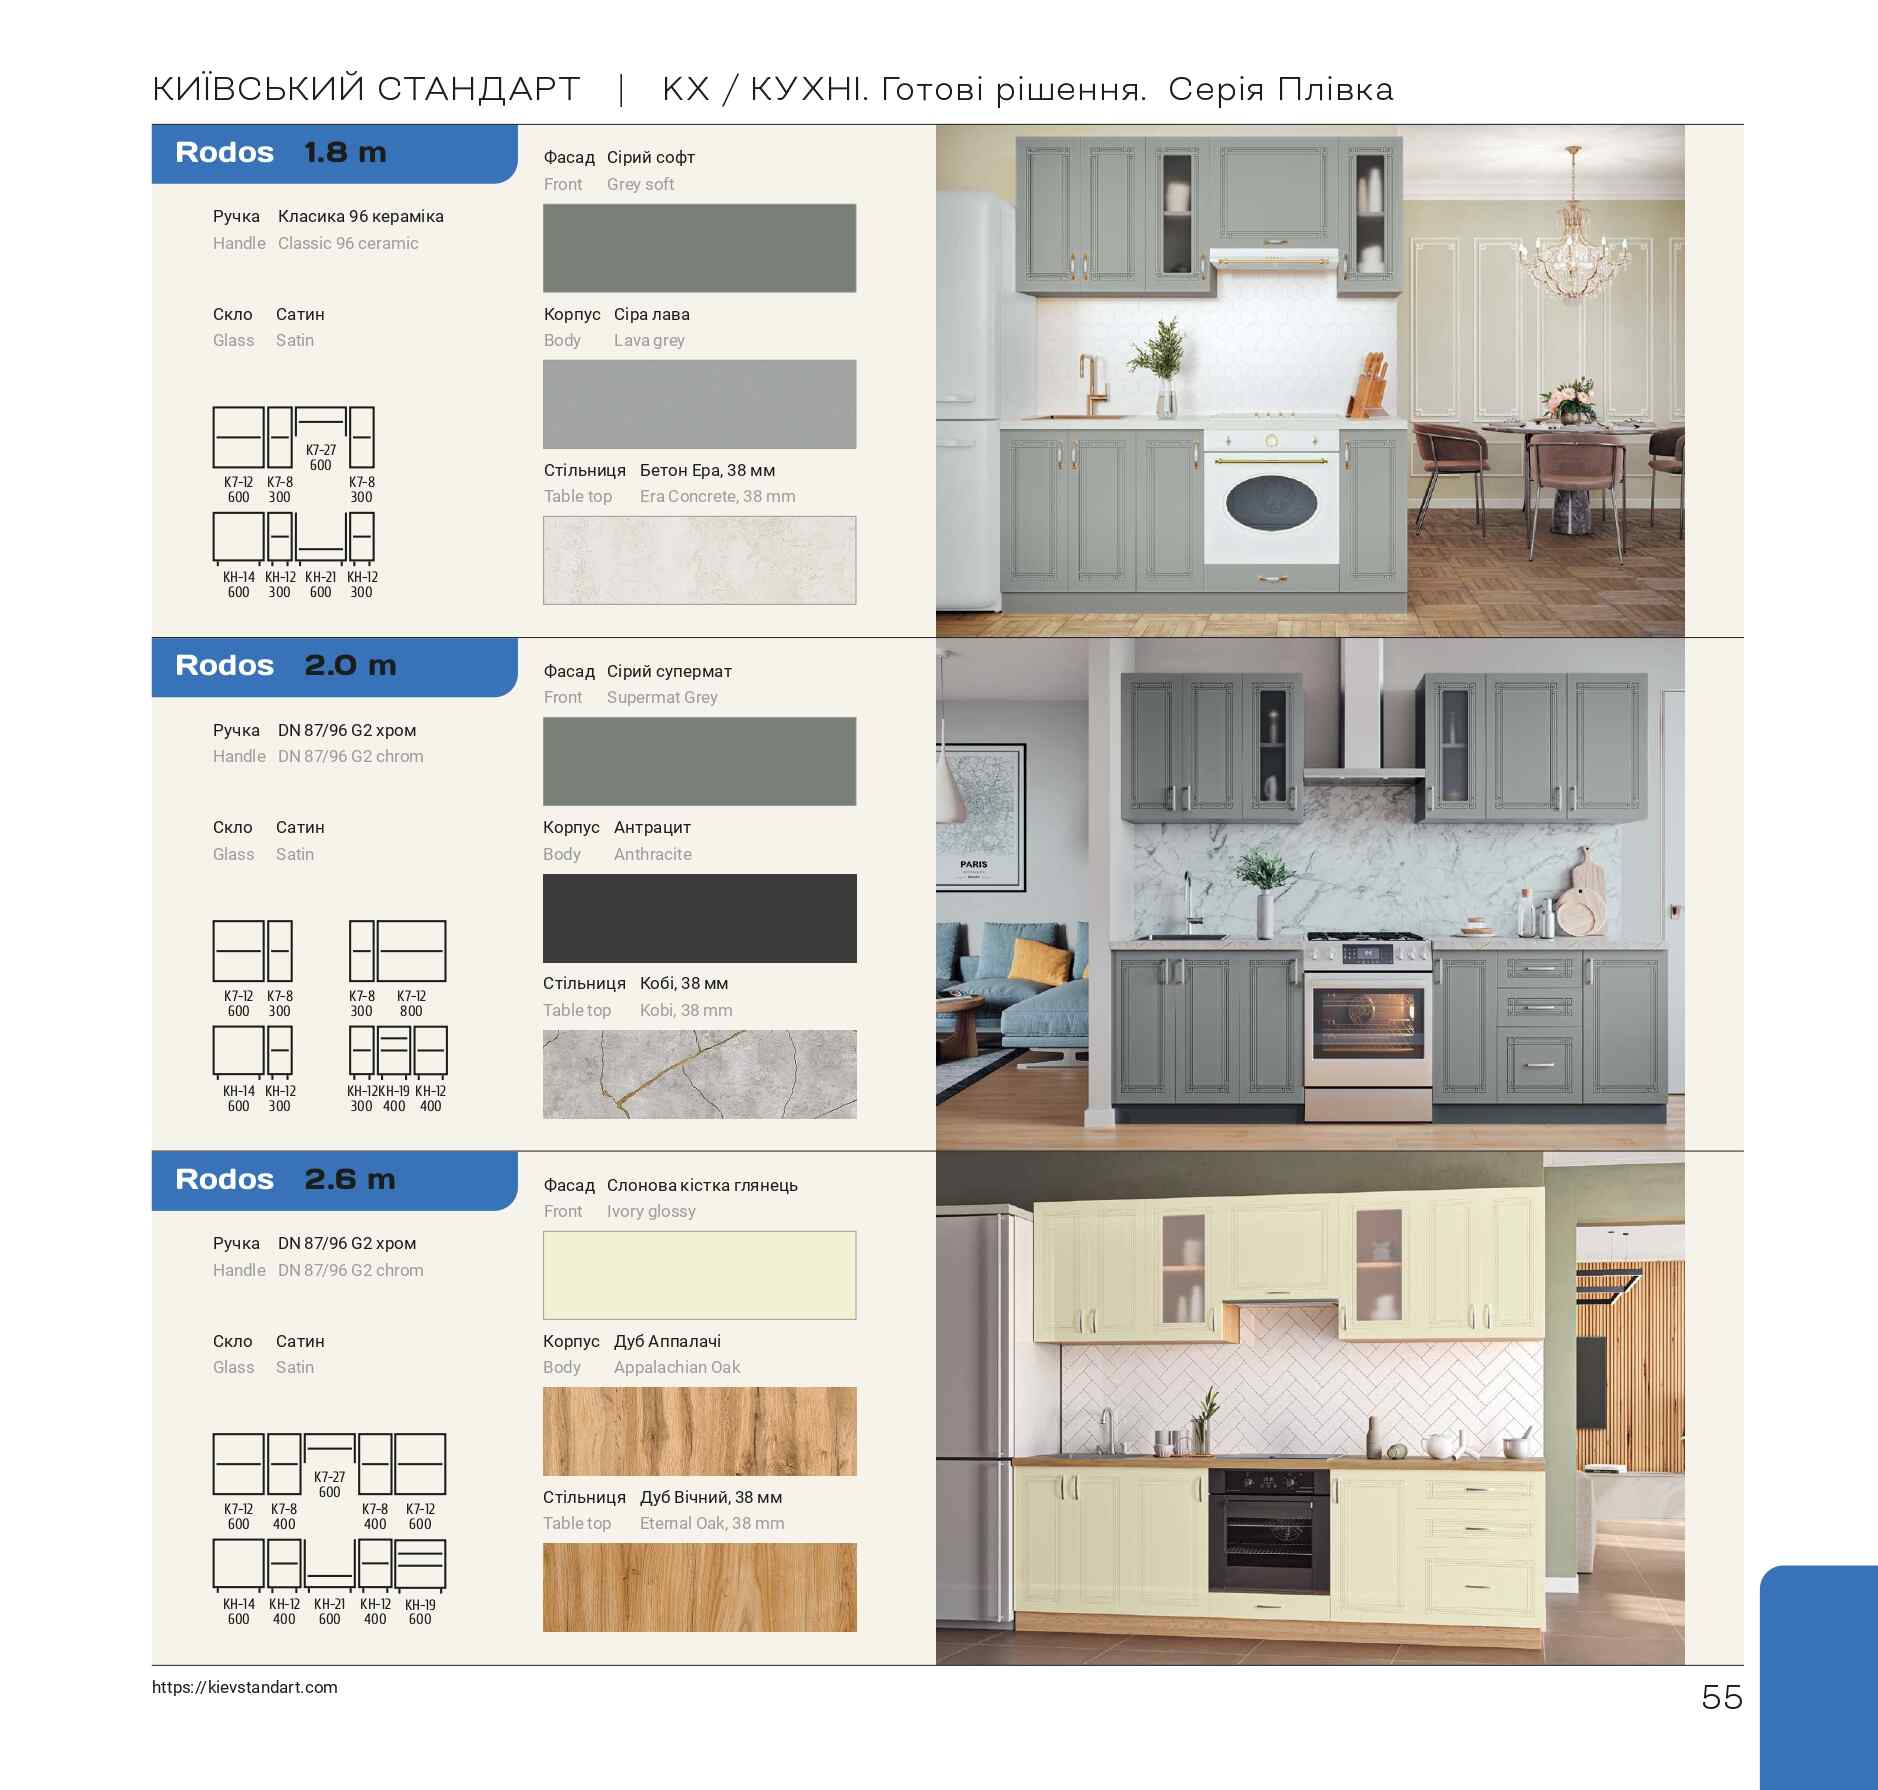 КИЇВСЬКИЙ СТАНДАРТ | KX / КУХНІ. Готові рішення. Серія Плівка
Rodos 1.8 m
Ручка Класика 96 кераміка
Handle Classic 96 ceramic
Скло Сатин
Glass Satin
К7-27
600
К7-12 К7-8 К7-8
600 300 300
КН-14 КН-12 КН-21 КН-12
600 300 600 300
Фасад Сірий софт
Front Grey soft
Корпус Сіра лава
Body Lava grey
Стільниця Бетон Ера, 38 мм
Table top Era Concrete, 38 mm
Rodos 2.0 m
Ручка DN 87/96 G2 хром
Handle DN 87/96 G2 chrom
Скло Сатин
Glass Satin
К7-12 К7-8 К7-8 К7-12
600 300 300 800
КН-14 КН-12 КН-12 КН-19 КН-12
600 300 300 400 400
Фасад Сірий супермат
Front Supermat Grey
Корпус Антрацит
Body Anthracite
Стільниця Кобі, 38 мм
Table top Kobi, 38 mm
PARIS
Rodos 2.6 m
Ручка DN 87/96 G2 хром
Handle DN 87/96 G2 chrom
Скло Сатин
Glass Satin
К7-27
600
К7-12 К7-8 К7-8 К7-12
600 400 400 600
КН-14 КН-12 КН-21 КН-12 КН-19
600 400 600 400 600
Фасад Слонова кістка глянець
Front Ivory glossy
Корпус Дуб Аппалачі
Body Appalachian Oak
Стільниця Дуб Вічний, 38 мм
Table top Eternal Oak, 38 mm
https://kievstandart.com
55